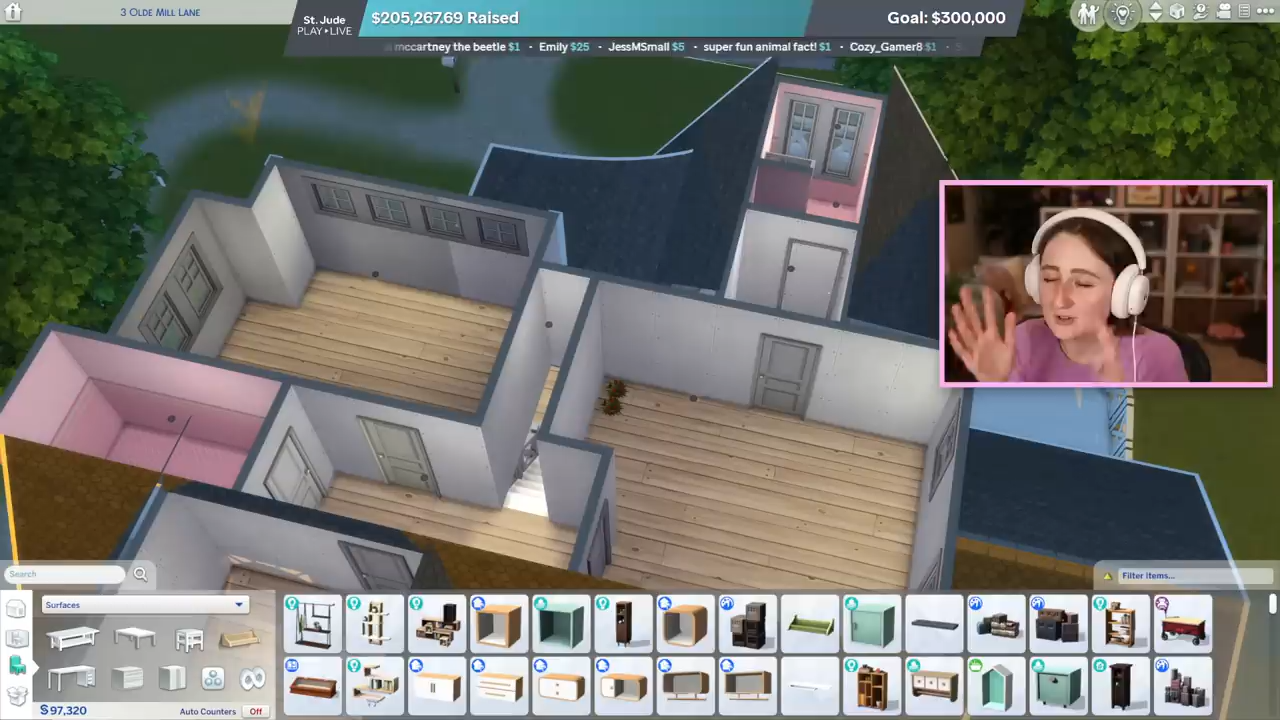 3 OLDE MILL LANE
St. Jude
PLAY LIVE
$205,267.69 Raised
Goal: $300,000
mccartney the beetle $1 • Emily $25 • JessMSmall $5 • super fun animal fact! $1 • Cozy_Gamer8 $1 •
Search
Filter Items...
Surfaces
§97,320
Auto Counters Off